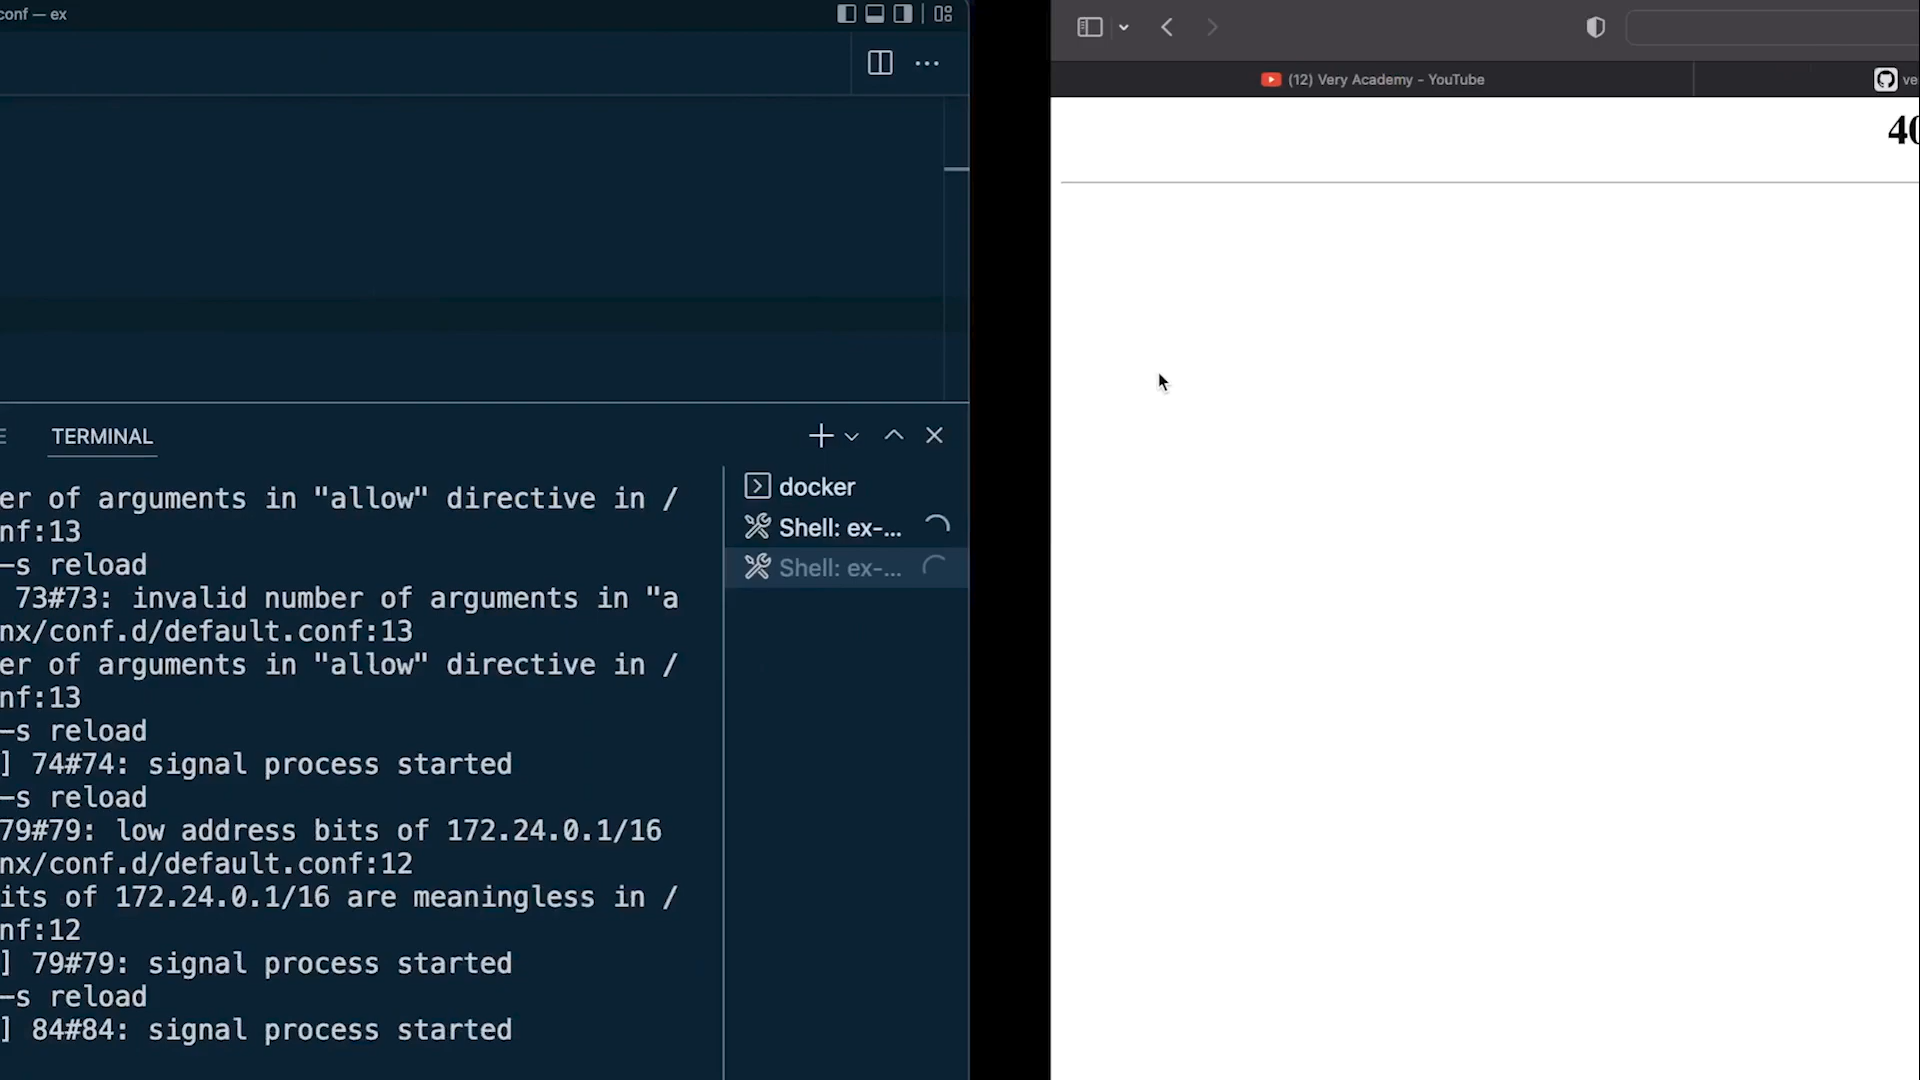 conf — ex
TERMINAL
er of arguments in "allow" directive in /
nf:13
-s reload
73#73: invalid number of arguments in "a
nx/conf.d/default.conf:13
er of arguments in "allow" directive in /
nf:13
-s reload
] 74#74: signal process started
-s reload
79#79: low address bits of 172.24.0.1/16
nx/conf.d/default.conf:12
its of 172.24.0.1/16 are meaningless in /
nf:12
] 79#79: signal process started
-s reload
] 84#84: signal process started
docker
Shell: ex-...
Shell: ex-...
(12) Very Academy - YouTube
ve
40